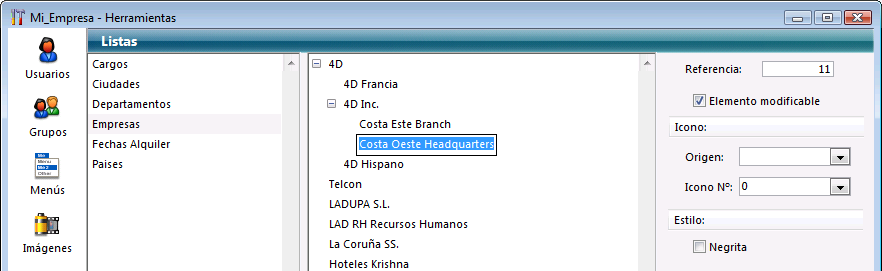 Mi_Empresa - Herramientas
Usuarios
Grupos
Menús
Imágenes
Listas
Cargos
Ciudades
Departamentos
Empresas
Fechas Alquiler
Paises
4D
4D Francia
4D Inc.
Costa Este Branch
Costa Oeste Headquarters
4D Hispano
Telcon
LADUPA S.L.
LAD RH Recursos Humanos
La Coruña SS.
Hoteles Krishna
Referencia: 11
Elemento modificable
Icono:
Origen:
Icono Nº: 0
Estilo:
Negrita